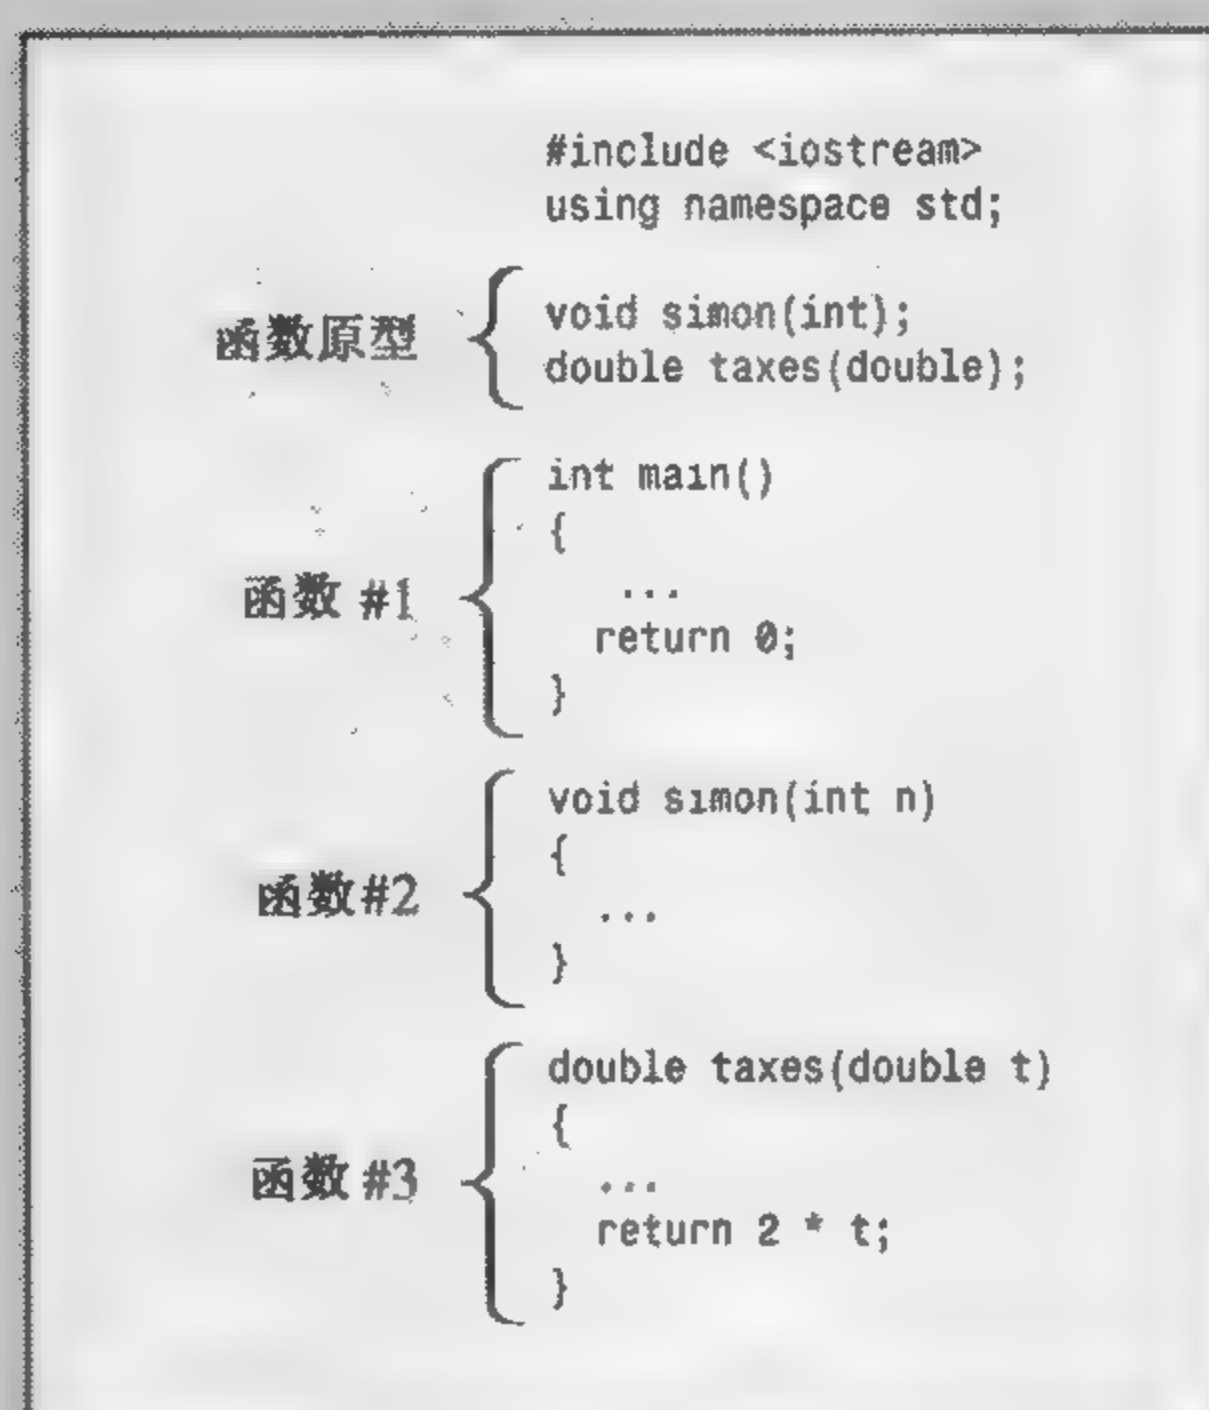 #include <iostream>
using namespace std;
函数原型
void simon(int);
double taxes(double);
函数 #1
int main()
{
...
return 0;
}
函数#2
void simon(int n)
{
...
}
函数 #3
double taxes(double t)
{
...
return 2 * t;
}